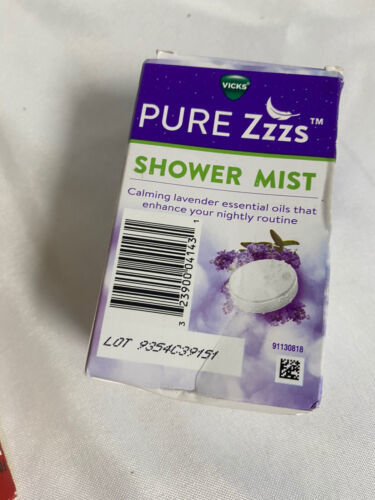 VICKS
PURE Zzzs™
SHOWER MIST
Calming lavender essential oils that
enhance your nightly routine
3 23900 04143 1
LOT 9354C39151
91130818